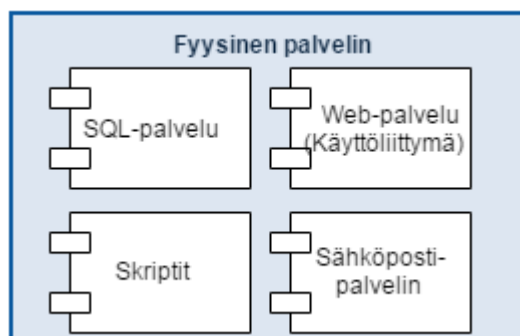 Fyysinen palvelin
SQL-palvelu
Web-palvelu
(Käyttöliittymä)
Skriptit
Sähköposti-
palvelin